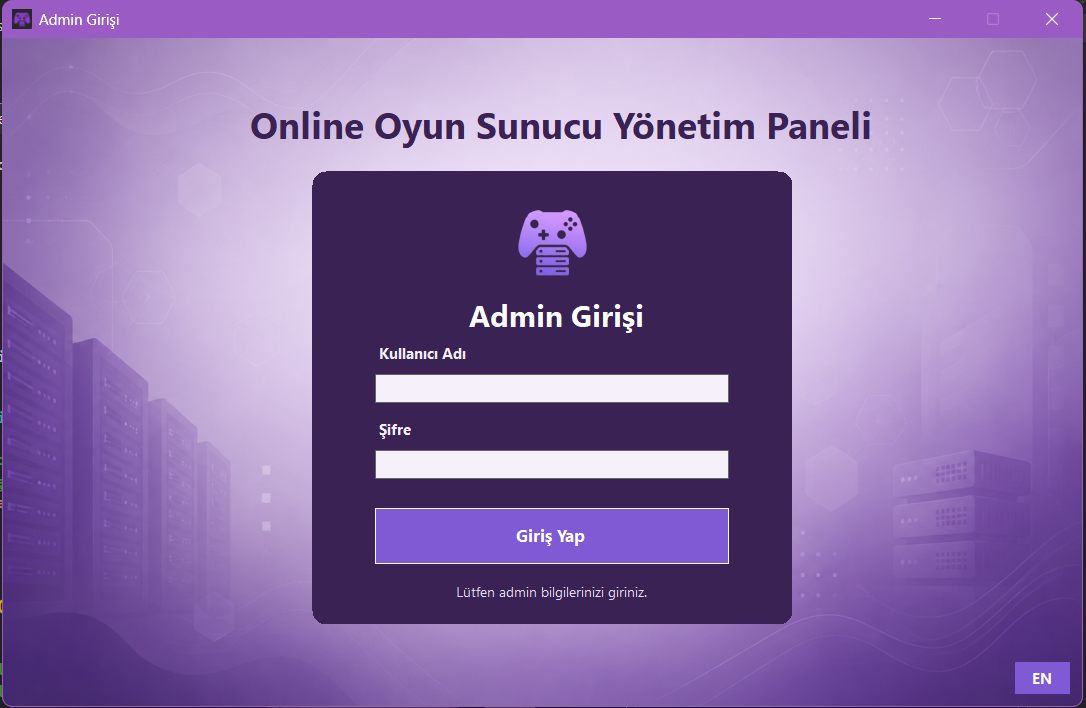 Admin Girişi
Online Oyun Sunucu Yönetim Paneli
Admin Girişi
Kullanıcı Adı
Şifre
Giriş Yap
Lütfen admin bilgilerinizi giriniz.
EN